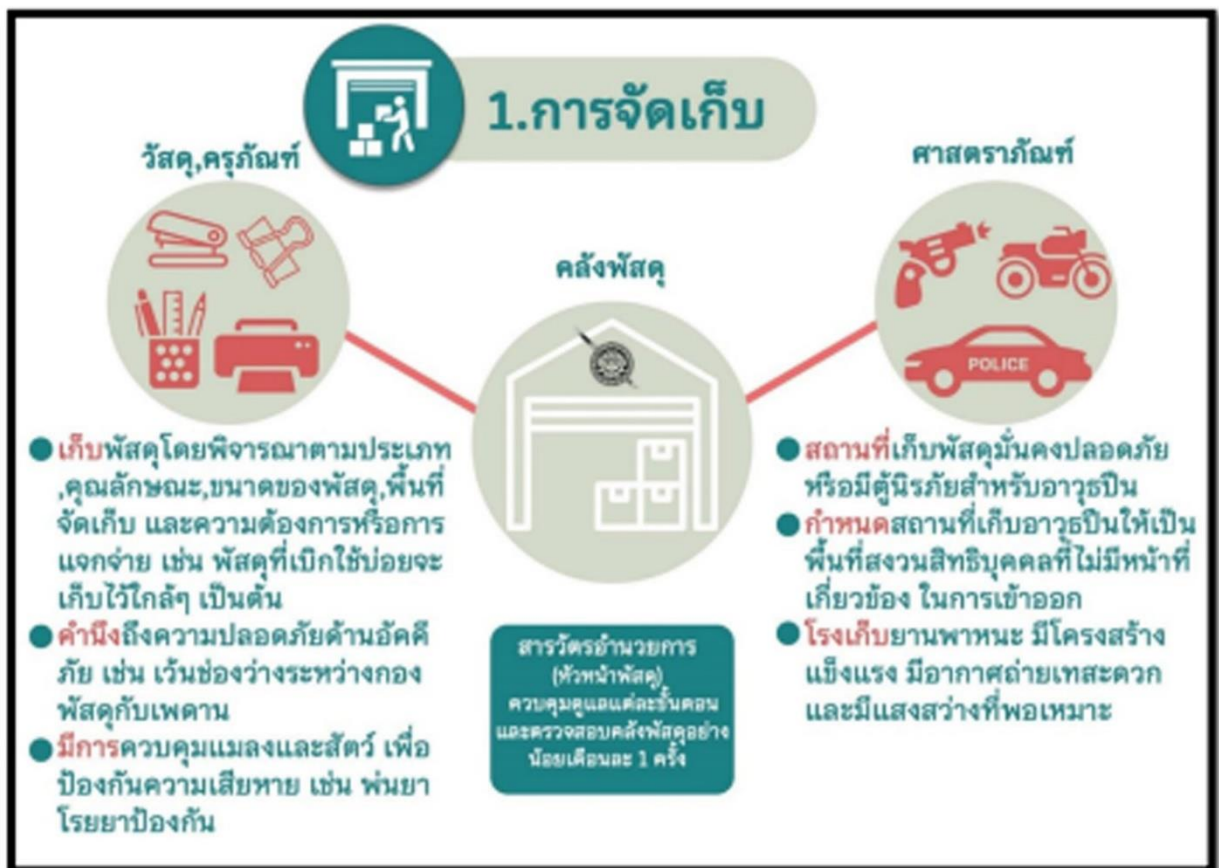 1.การจัดเก็บ
วัสดุ,ครุภัณฑ์
ศาสตราภัณฑ์
คลังพัสดุ
POLICE
เก็บพัสดุโดยพิจารณาตามประเภท
,คุณลักษณะ,ขนาดของพัสดุ,พื้นที่
จัดเก็บ และความต้องการหรือการ
แจกจ่าย เช่น พัสดุที่เบิกใช้บ่อยจะ
เก็บไว้ใกล้ๆ เป็นต้น
คำนึงถึงความปลอดภัยด้านอัคคี
ภัย เช่น เว้นช่องว่างระหว่างกอง
พัสดุกับเพดาน
มีการควบคุมแมลงและสัตว์ เพื่อ
ป้องกันความเสียหาย เช่น พ่นยา
โรยยาป้องกัน
สารวัตรอำนวยการ
(หัวหน้าพัสดุ)
ควบคุมดูแลแต่ละขั้นตอน
และตรวจสอบคลังพัสดุอย่าง
น้อยเดือนละ 1 ครั้ง
สถานที่เก็บพัสดุมั่นคงปลอดภัย
หรือมีตู้นิรภัยสำหรับอาวุธปืน
กำหนดสถานที่เก็บอาวุธปืนให้เป็น
พื้นที่สงวนสิทธิบุคคลที่ไม่มีหน้าที่
เกี่ยวข้อง ในการเข้าออก
โรงเก็บยานพาหนะ มีโครงสร้าง
แข็งแรง มีอากาศถ่ายเทสะดวก
และมีแสงสว่างที่พอเหมาะ